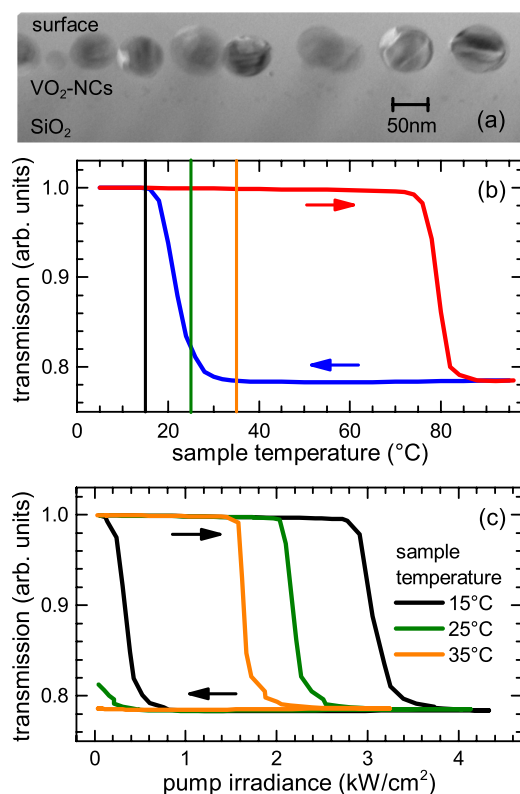 surface
VO₂-NCs
SiO₂
50nm
(a)
(b)
transmisson (arb. units)
1.0
0.9
0.8
0 20 40 60 80
sample temperature (°C)
(c)
transmission (arb. units)
1.0
0.9
0.8
sample
temperature
15°C
25°C
35°C
0 1 2 3 4
pump irradiance (kW/cm²)